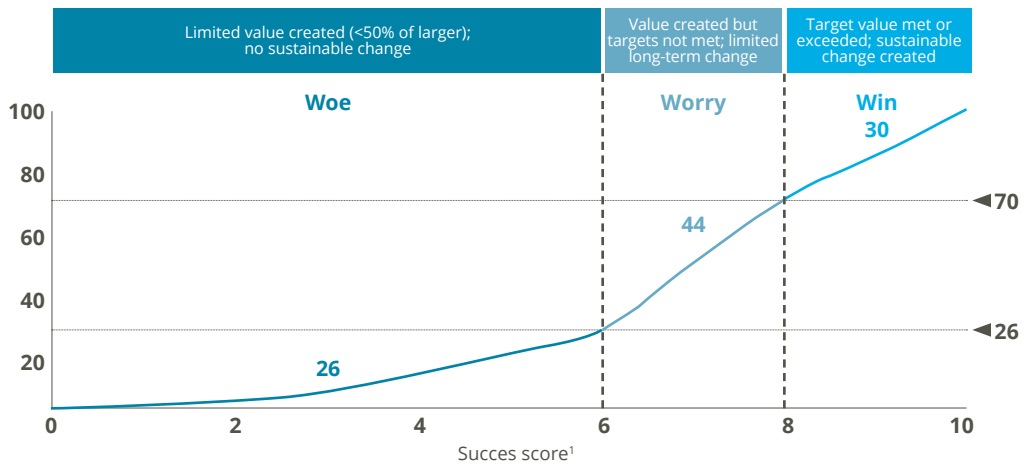 Limited value created (<50% of larger);
no sustainable change
Value created but
targets not met; limited
long-term change
Target value met or
exceeded; sustainable
change created
Woe
Worry
Win
30
100
80
70
60
44
40
26
26
20
0
2
4
6
8
10
Succes score¹